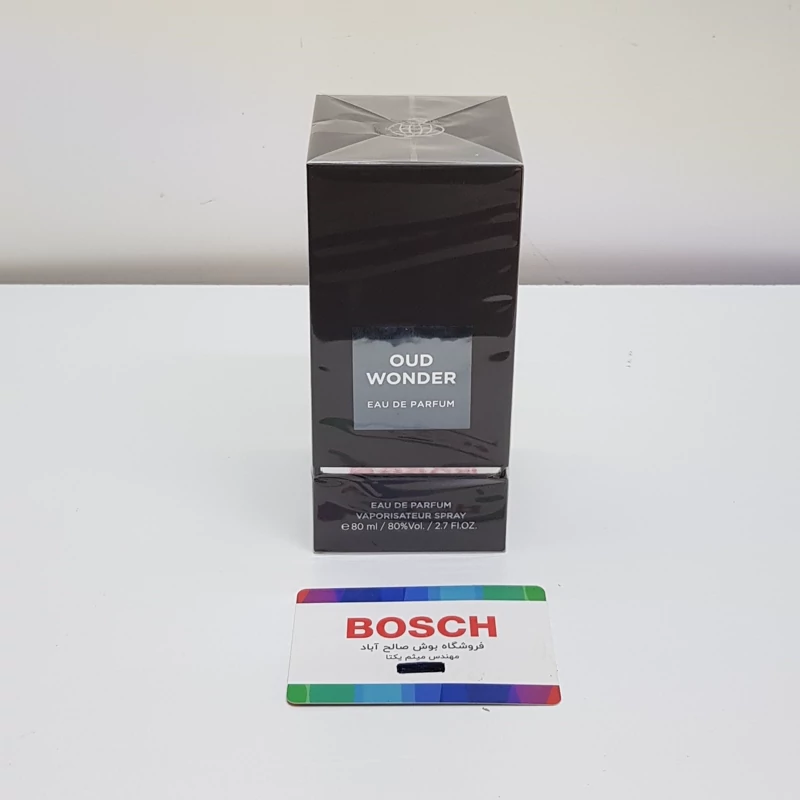 OUD
WONDER
EAU DE PARFUM
BOSCH
EAU DE PARFUM
VAPORISATEUR SPRAY
℮ 80 ml / 80%Vol. / 2.7 Fl.OZ.
BOSCH
فروشگاه بوش صالح آباد
مهندس میثم یکتا